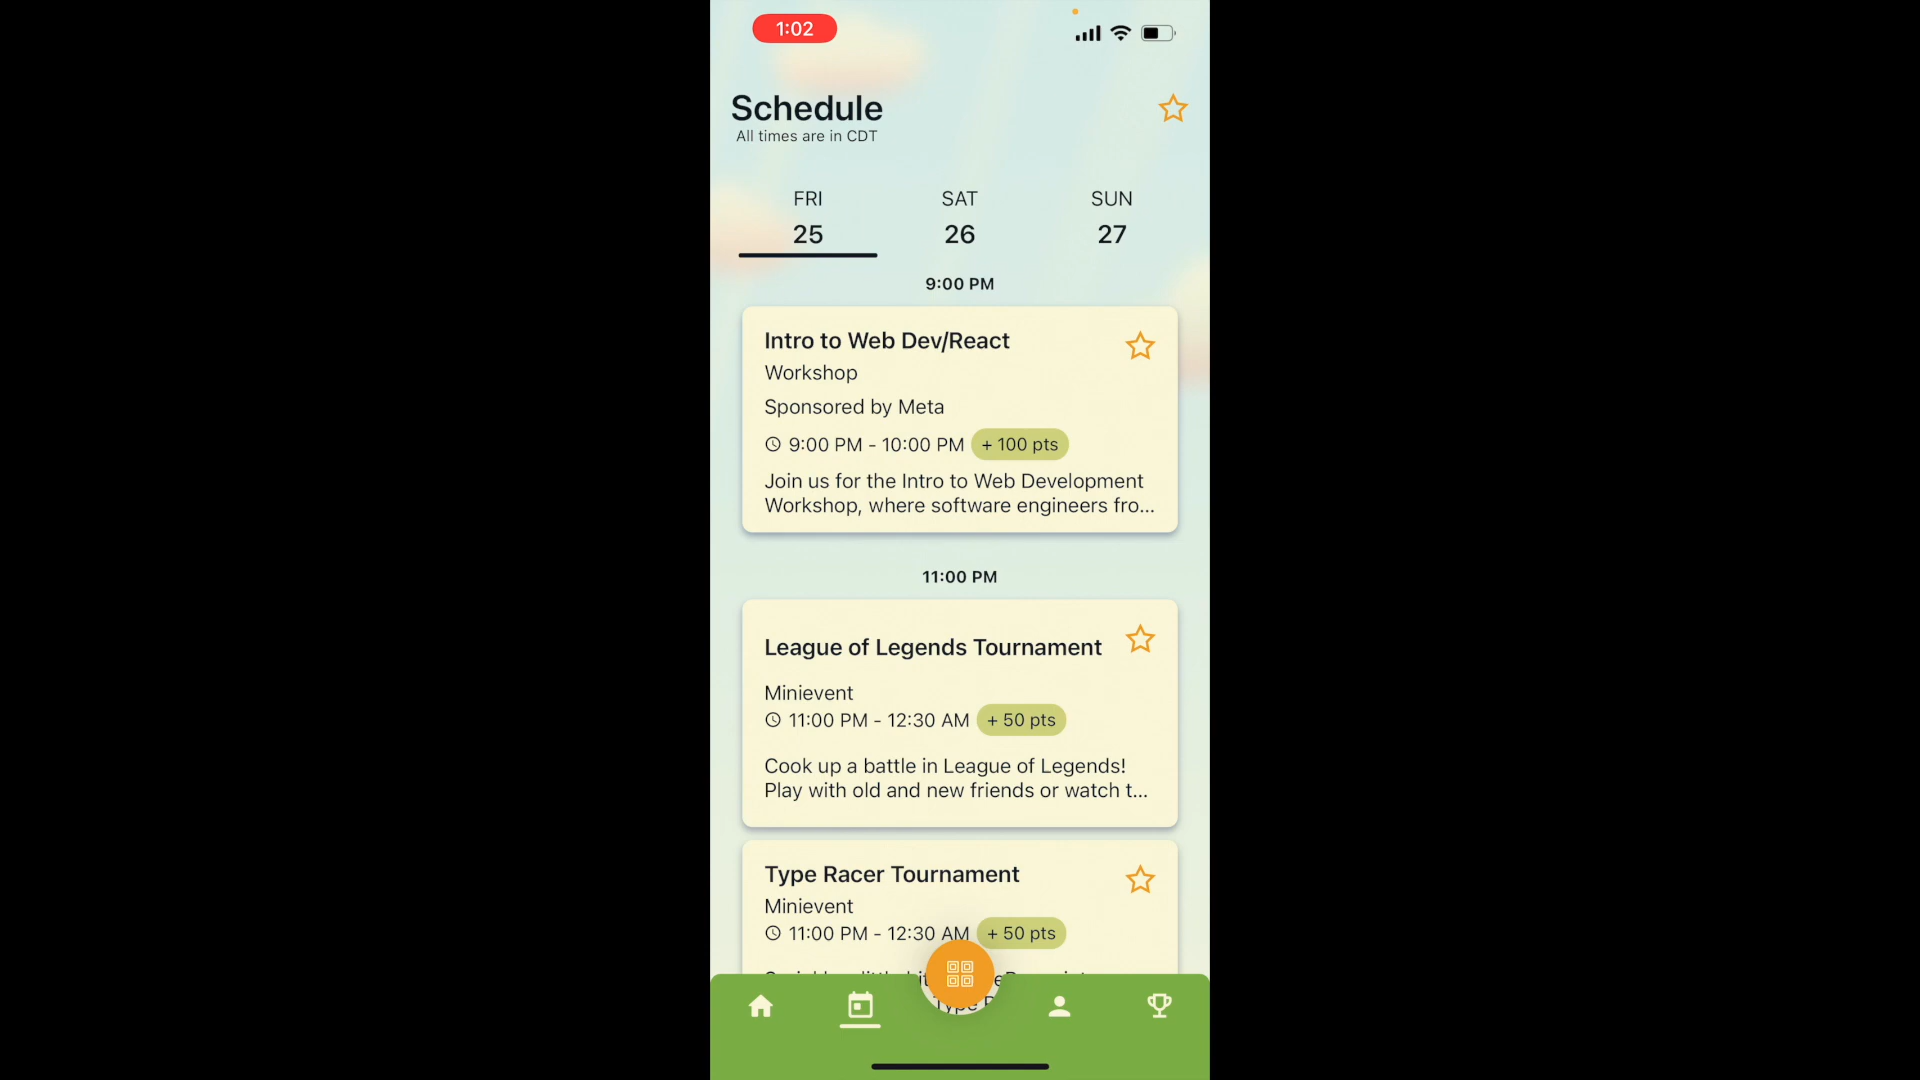 1:02
Schedule
All times are in CDT
FRI SAT SUN
25 26 27
9:00 PM
Intro to Web Dev/React
Workshop
Sponsored by Meta
9:00 PM - 10:00 PM + 100 pts
Join us for the Intro to Web Development
Workshop, where software engineers fro...
11:00 PM
League of Legends Tournament
Minievent
11:00 PM - 12:30 AM + 50 pts
Cook up a battle in League of Legends!
Play with old and new friends or watch t...
Type Racer Tournament
Minievent
11:00 PM - 12:30 AM + 50 pts